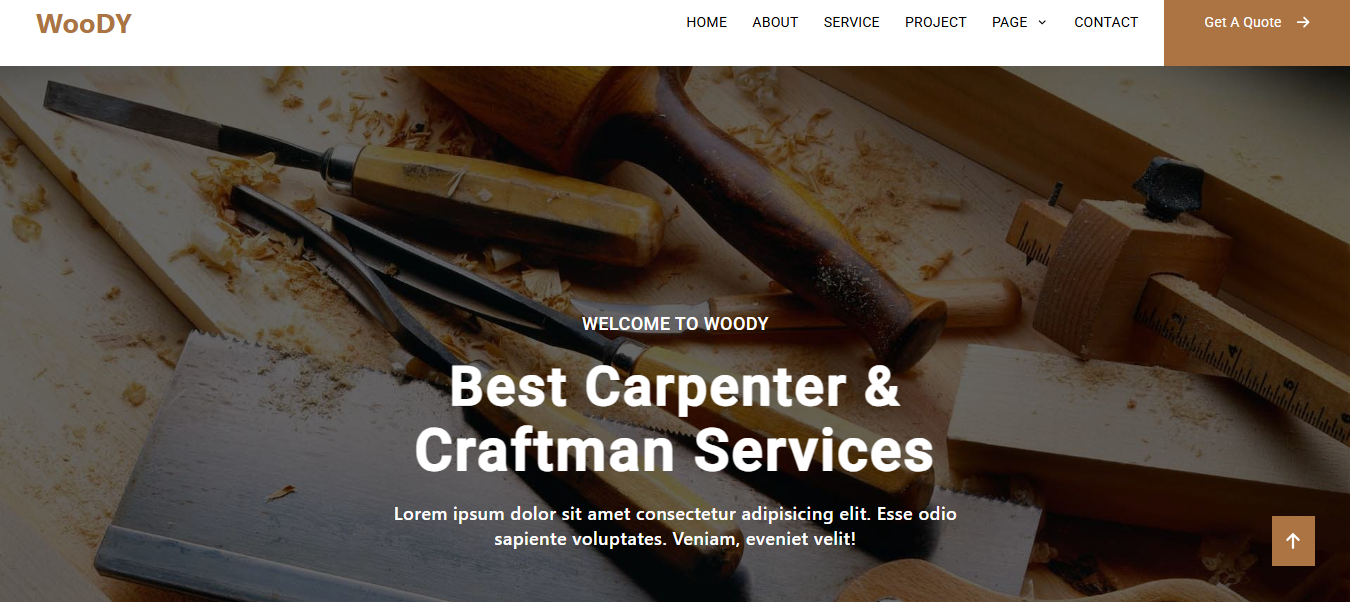 WooDY
HOME ABOUT SERVICE PROJECT PAGE CONTACT Get A Quote
WELCOME TO WOODY
Best Carpenter &
Craftman Services
Lorem ipsum dolor sit amet consectetur adipisicing elit. Esse odio
sapiente voluptates. Veniam, eveniet velit!